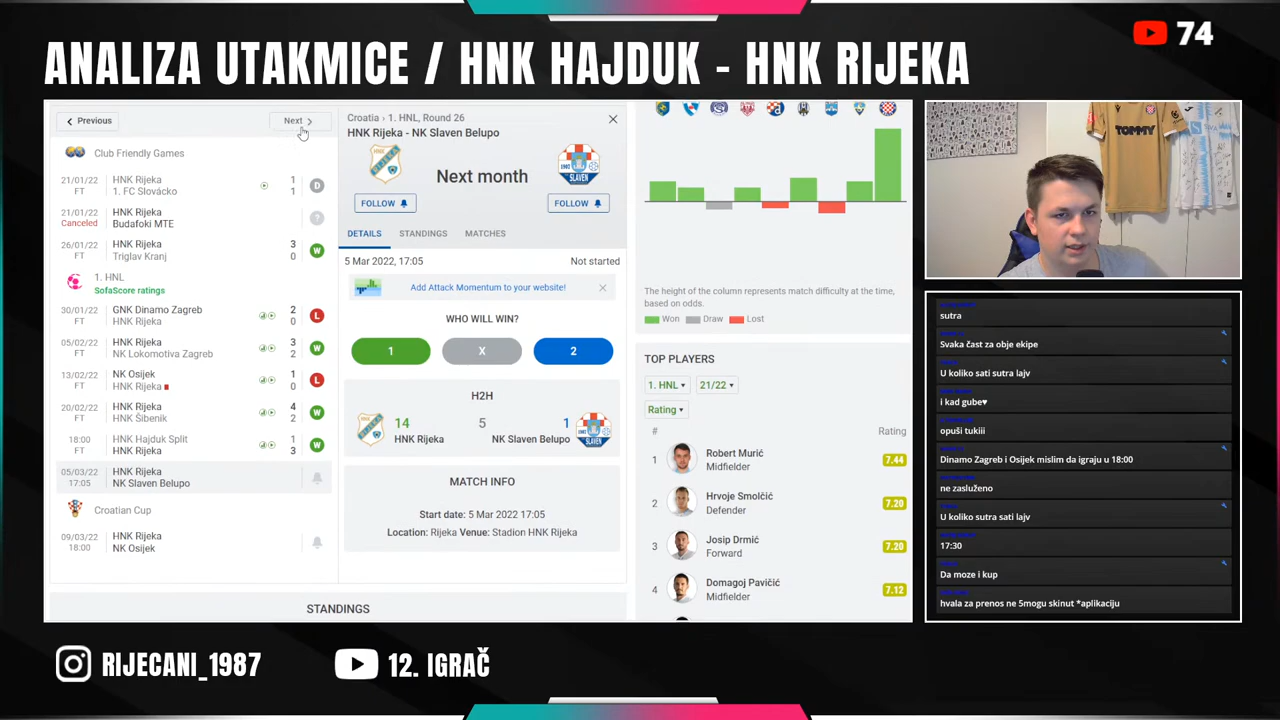 74
ANALIZA UTAKMICE / HNK HAJDUK - HNK RIJEKA
Previous
Next
Club Friendly Games
21/01/22 HNK Rijeka 1
FT 1. FC Slovácko 1 D
21/01/22 HNK Rijeka
Canceled Budafoki MTE ?
26/01/22 HNK Rijeka 3
FT Triglav Kranj 0 W
1. HNL
SofaScore ratings
30/01/22 GNK Dinamo Zagreb 2
FT HNK Rijeka 0 L
05/02/22 HNK Rijeka 3
FT NK Lokomotiva Zagreb 2 W
13/02/22 NK Osijek 1
FT HNK Rijeka 0 L
20/02/22 HNK Rijeka 4
FT HNK Šibenik 2 W
18:00 HNK Hajduk Split 1
FT HNK Rijeka 3 W
05/03/22 HNK Rijeka
17:05 NK Slaven Belupo
Croatian Cup
09/03/22 HNK Rijeka
18:00 NK Osijek
Croatia › 1. HNL, Round 26
HNK Rijeka - NK Slaven Belupo
RIJEKA
SLAVEN
Next month
FOLLOW
FOLLOW
DETAILS STANDINGS MATCHES
5 Mar 2022, 17:05 Not started
Add Attack Momentum to your website!
WHO WILL WIN?
1 X 2
H2H
14 5 1
HNK Rijeka NK Slaven Belupo
MATCH INFO
Start date: 5 Mar 2022 17:05
Location: Rijeka Venue: Stadion HNK Rijeka
STANDINGS
The height of the column represents match difficulty at the time,
based on odds.
Won Draw Lost
TOP PLAYERS
1. HNL 21/22
Rating
# Rating
1 Robert Murić 7.44
Midfielder
2 Hrvoje Smolčić 7.20
Defender
3 Josip Drmić 7.20
Forward
4 Domagoj Pavičić 7.12
Midfielder
TOMMY
sutra
Svaka čast za obje ekipe
U koliko sati sutra lajv
i kad gube♥
opuši tukiii
Dinamo Zagreb i Osijek mislim da igraju u 18:00
ne zasluženo
U koliko sutra sati lajv
17:30
Da moze i kup
hvala za prenos ne 5mogu skinut *aplikaciju
RIJECANI_1987
12. IGRAČ